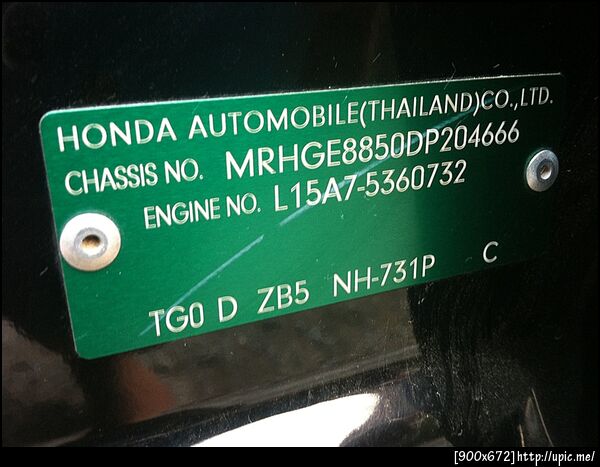 HONDA AUTOMOBILE(THAILAND)CO.,LTD.
CHASSIS NO. MRHGE8850DP204666
ENGINE NO. L15A7-5360732
TG0 D ZB5 NH-731P C
[900x672]http://upic.me/